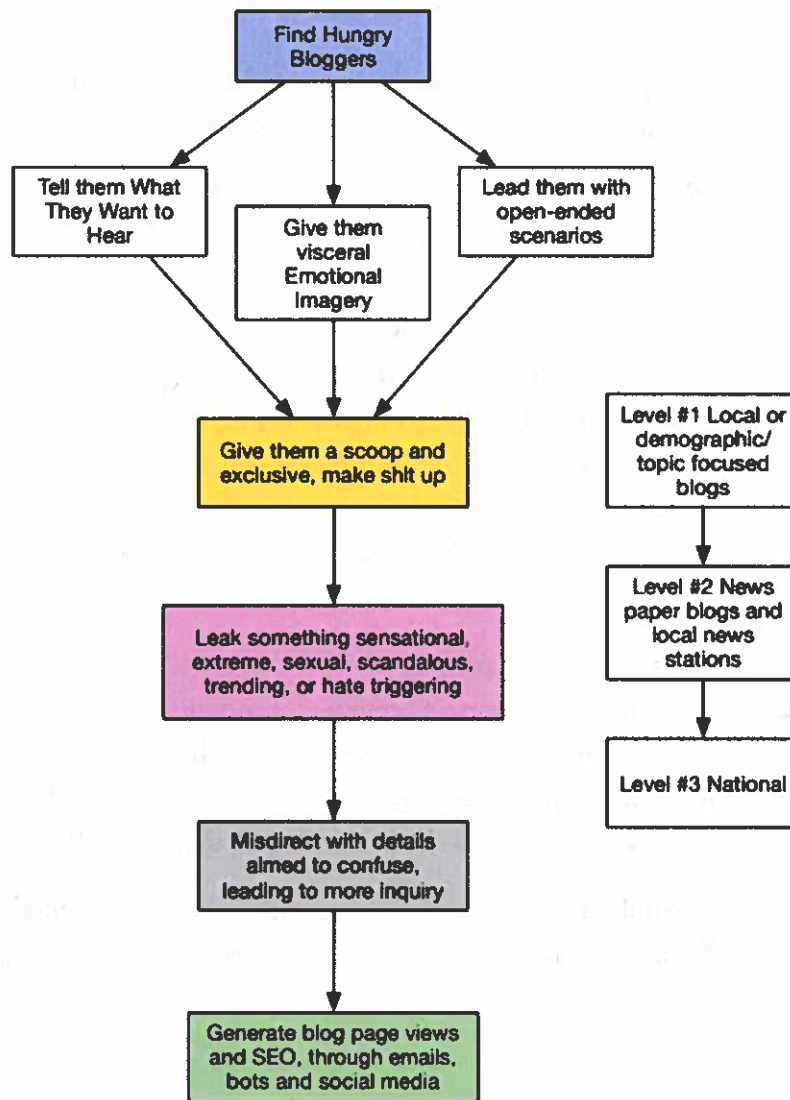 Find Hungry
Bloggers
Tell them What
They Want to
Hear
Give them
visceral
Emotional
Imagery
Lead them with
open-ended
scenarios
Give them a scoop and
exclusive, make shit up
Leak something sensational,
extreme, sexual, scandalous,
trending, or hate triggering
Misdirect with details
aimed to confuse,
leading to more inquiry
Generate blog page views
and SEO, through emails,
bots and social media
Level #1 Local or
demographic/
topic focused
blogs
Level #2 News
paper blogs and
local news
stations
Level #3 National